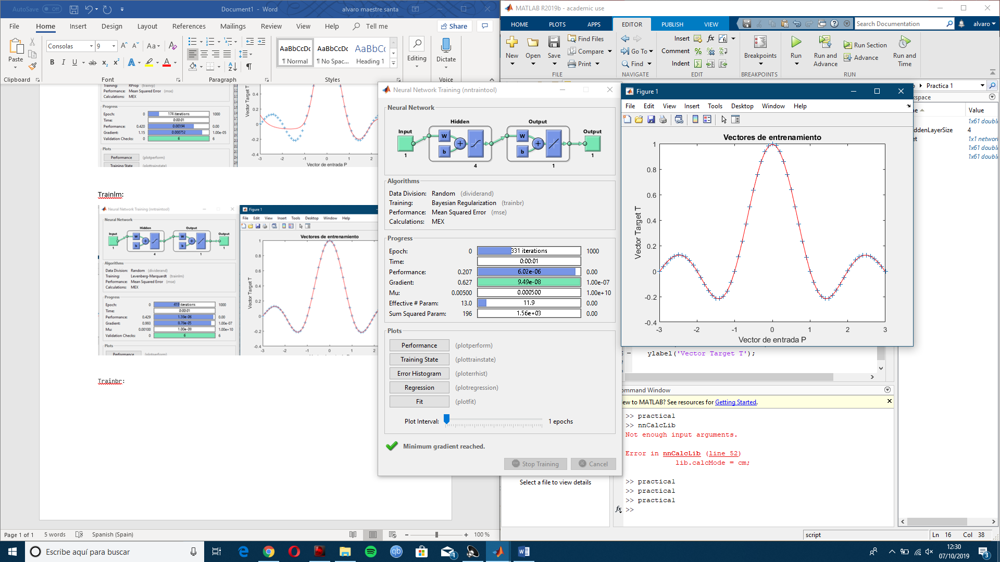 AutoSave Off
Document1 - Word
alvaro maestre santa
File Home Insert Design Layout References Mailings Review View Help Tell me
Share
Paste
Consolas 9
AaBbCcDc AaBbCcDc AaBbCc
¶ Normal ¶ No Spac... Heading 1
Editing
Dictate
Clipboard Font Paragraph Styles Voice
Training: RProp (trainrp)
Performance: Mean Squared Error (mse)
Calculations: MEX
Progress
Epoch: 0 174 iterations 1000
Time: 0:00:01
Performance: 0.420 0.00394 0.00
Gradient: 1.15 0.000752 1.00e-05
Validation Checks: 0 6 6
Plots
Performance (plotperform)
Training State (plottrainstate)
Vector Target T
0.4
0.2
0
-0.2
-0.4
-3 -2 -1 0 1 2
Vector de entrada P
Trainlm:
Neural Network Training (nntraintool)
Neural Network
Hidden Output
Input Output
W b W b
1 4 1 1
Algorithms
Data Division: Random (dividerand)
Training: Levenberg-Marquardt (trainlm)
Performance: Mean Squared Error (mse)
Calculations: MEX
Progress
Epoch: 0 419 iterations 1000
Time: 0:00:01
Performance: 0.429 1.38e-06 0.00
Gradient: 0.993 8.78e-05 1.00e-07
Mu: 0.00100 1.00e-08 1.00e+10
Validation Checks: 0 6 6
Plots
Performance (plotperform)
Figure 1
File Edit View Insert Tools Desktop Window Help
Vectores de entrenamiento
Vector Target T
1
0.8
0.6
0.4
0.2
0
-0.2
-0.4
-3 -2 -1 0 1 2
Trainbr:
Page 1 of 1 5 words Spanish (Spain) 100 %
Neural Network Training (nntraintool)
Neural Network
Hidden Output
Input Output
W b W b
1 4 1 1
Algorithms
Data Division: Random (dividerand)
Training: Bayesian Regularization (trainbr)
Performance: Mean Squared Error (mse)
Calculations: MEX
Progress
Epoch: 0 331 iterations 1000
Time: 0:00:01
Performance: 0.207 6.02e-06 0.00
Gradient: 0.627 9.49e-08 1.00e-07
Mu: 0.00500 0.000500 1.00e+10
Effective # Param: 13.0 11.9 0.00
Sum Squared Param: 196 1.56e+03 0.00
Plots
Performance (plotperform)
Training State (plottrainstate)
Error Histogram (ploterrhist)
Regression (plotregression)
Fit (plotfit)
Plot Interval: 1 epochs
Minimum gradient reached.
Stop Training Cancel
MATLAB R2019b - academic use
HOME PLOTS APPS EDITOR PUBLISH VIEW
Search Documentation
alvaro
New Open Save
Find Files
Compare
Print
Go To
Find
Insert
Comment
Indent
Breakpoints
Run
Run and Advance
Run Section
Advance
Run and Time
FILE NAVIGATE EDIT BREAKPOINTS RUN
Practica 1
Figure 1
File Edit View Insert Tools Desktop Window Help
Vectores de entrenamiento
Vector Target T
1
0.8
0.6
0.4
0.2
0
-0.2
-0.4
-3 -2 -1 0 1 2 3
Vector de entrada P
space
Value
1x61 double
ddenLayerSize 4
et 1x1 network
1x61 double
1x61 double
ylabel('Vector Target T');
ommand Window
ew to MATLAB? See resources for Getting Started.
>> practica1
>> nnCalcLib
Not enough input arguments.
Error in nnCalcLib (line 52)
lib.calcMode = cm;
>> practica1
>> practica1
>> practica1
fx >>
Select a file to view details
script Ln 16 Col 38
Escribe aquí para buscar
12:30
07/10/2019
1
3